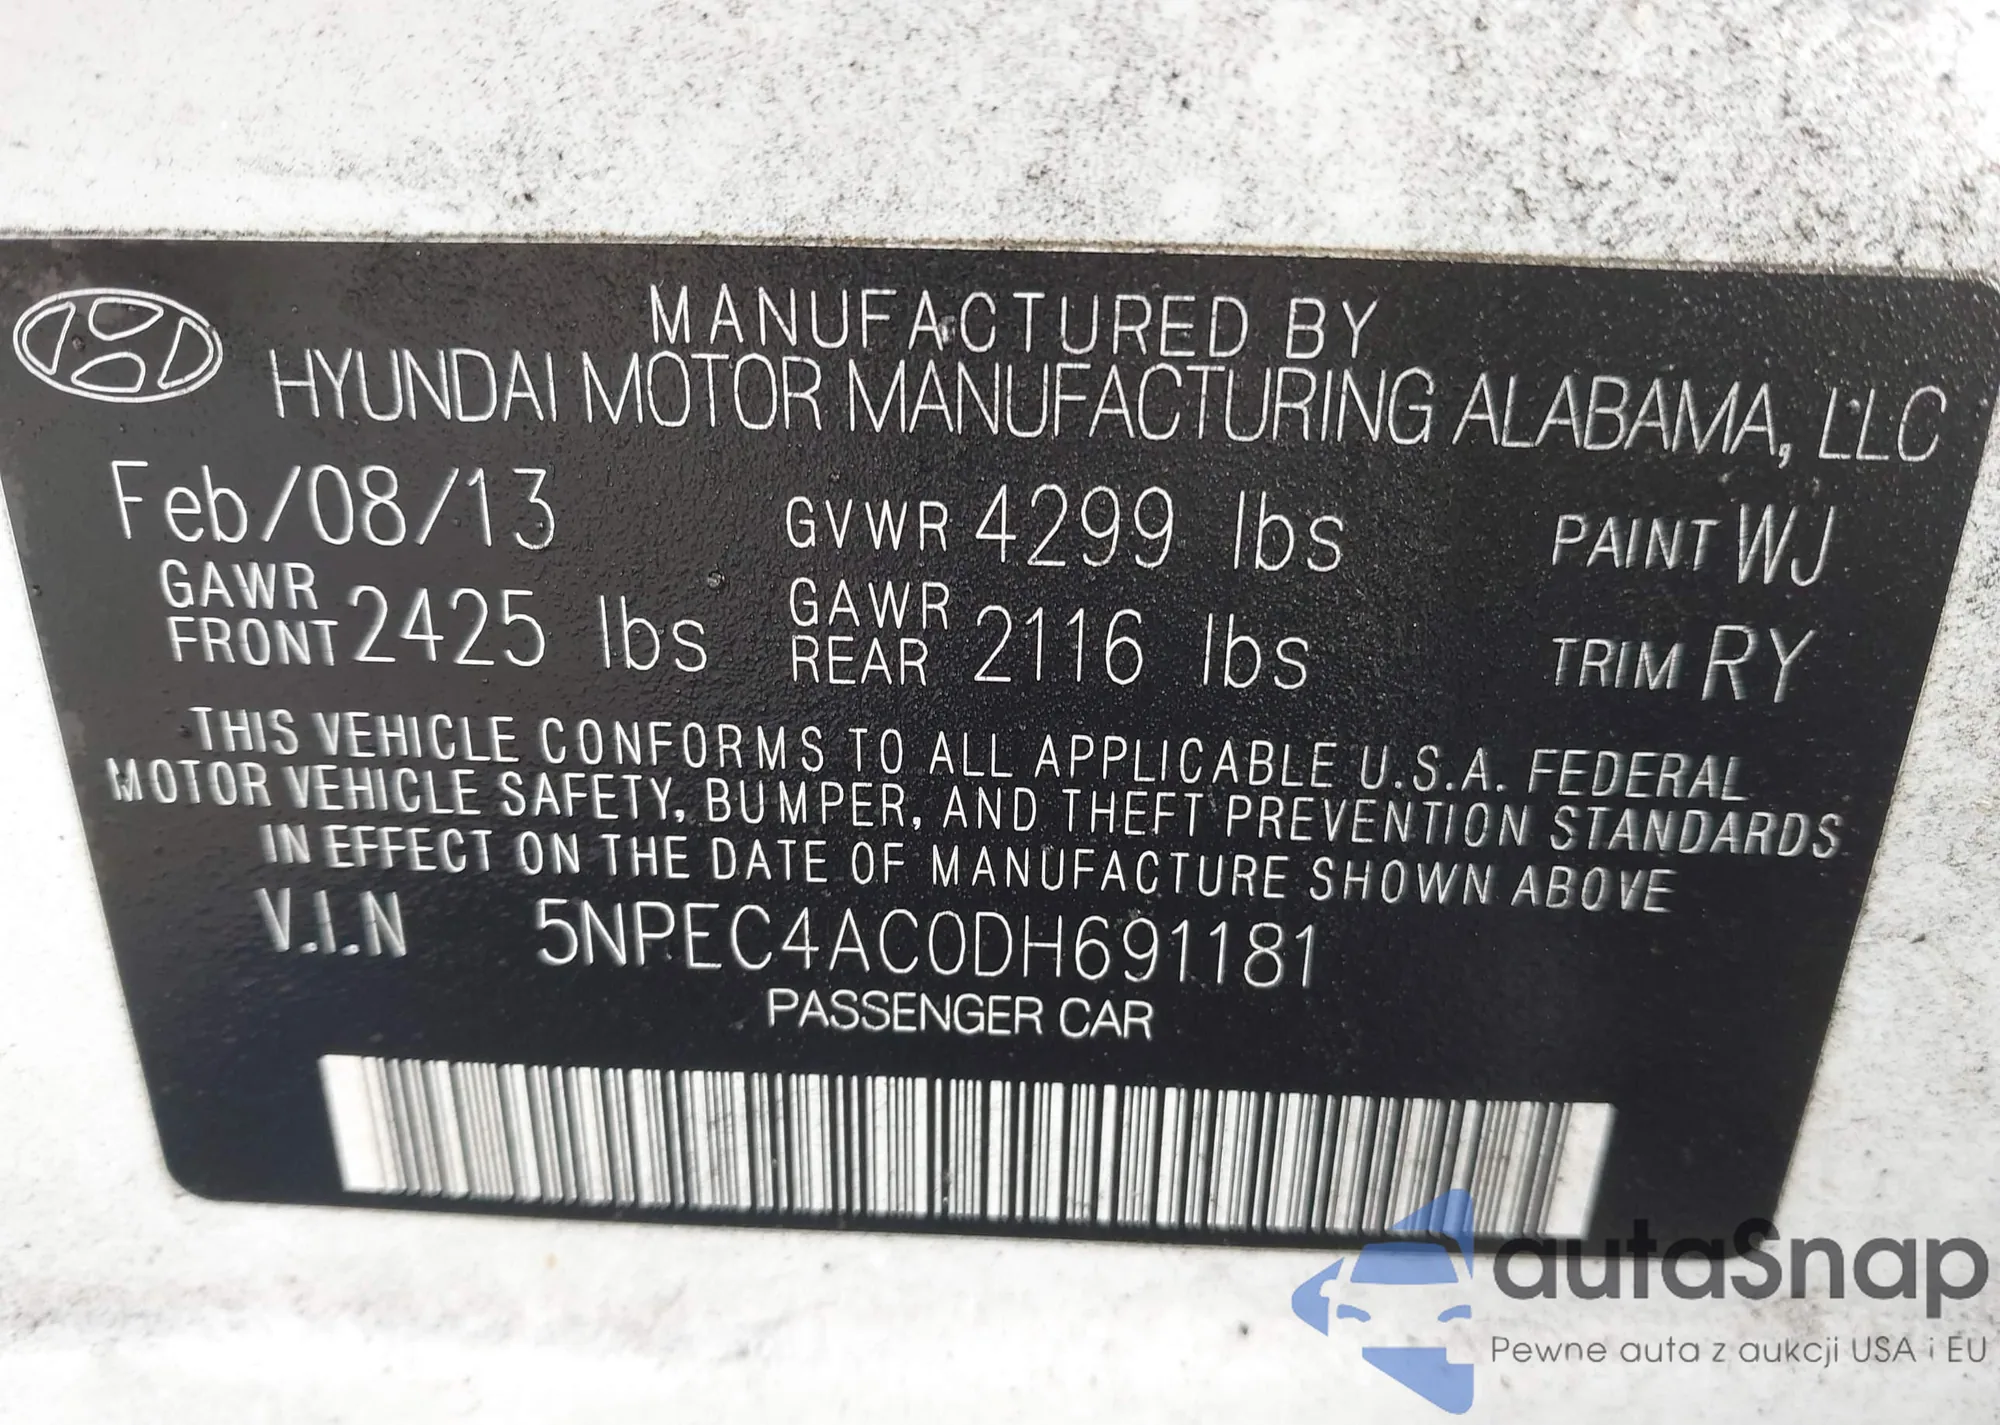 MANUFACTURED BY
HYUNDAI MOTOR MANUFACTURING ALABAMA, LLC
Feb/08/13 GVWR 4299 lbs PAINT WJ
GAWR FRONT 2425 lbs GAWR REAR 2116 lbs TRIM RY
THIS VEHICLE CONFORMS TO ALL APPLICABLE U.S.A. FEDERAL
MOTOR VEHICLE SAFETY, BUMPER, AND THEFT PREVENTION STANDARDS
IN EFFECT ON THE DATE OF MANUFACTURE SHOWN ABOVE
V.I.N 5NPEC4AC0DH691181
PASSENGER CAR
autaSnap
Pewne auta z aukcji USA i EU